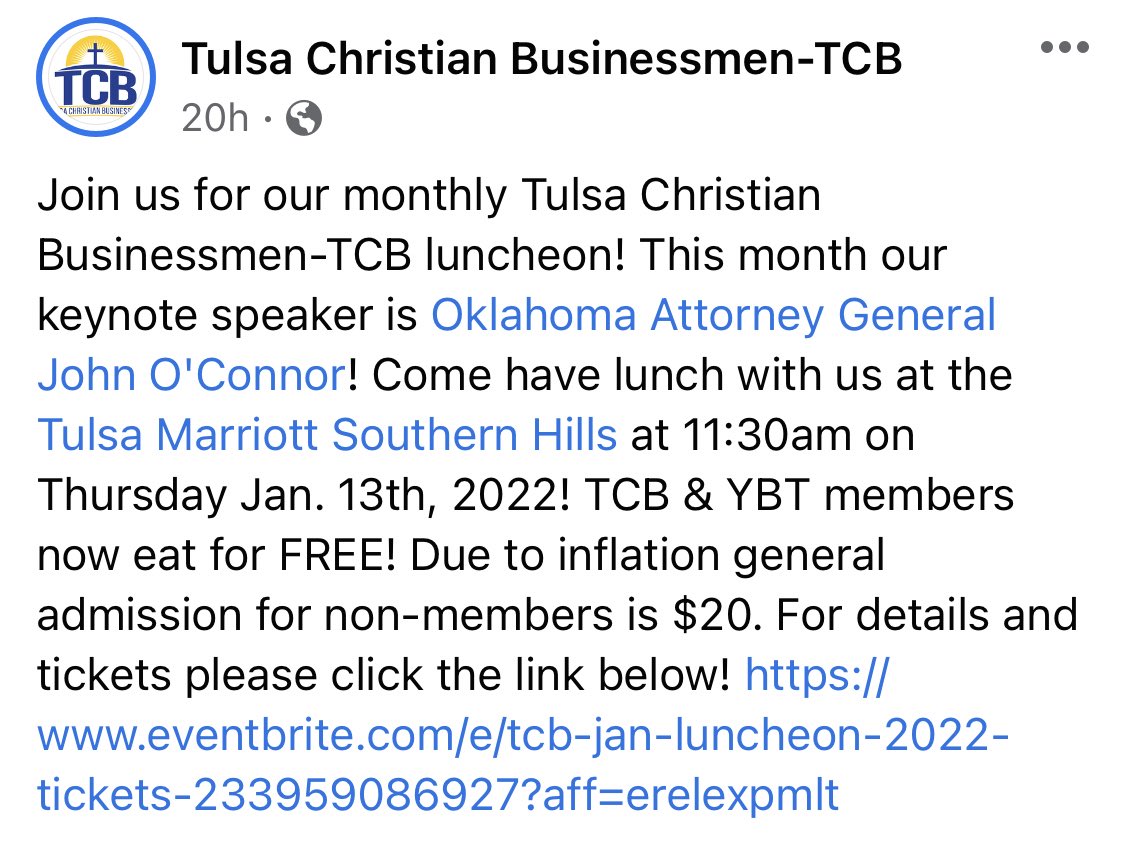 TCB
A CHRISTIAN BUSINESS
Tulsa Christian Businessmen-TCB
20h ·
Join us for our monthly Tulsa Christian
Businessmen-TCB luncheon! This month our
keynote speaker is Oklahoma Attorney General
John O'Connor! Come have lunch with us at the
Tulsa Marriott Southern Hills at 11:30am on
Thursday Jan. 13th, 2022! TCB & YBT members
now eat for FREE! Due to inflation general
admission for non-members is $20. For details and
tickets please click the link below! https://
www.eventbrite.com/e/tcb-jan-luncheon-2022-
tickets-233959086927?aff=erelexpmlt